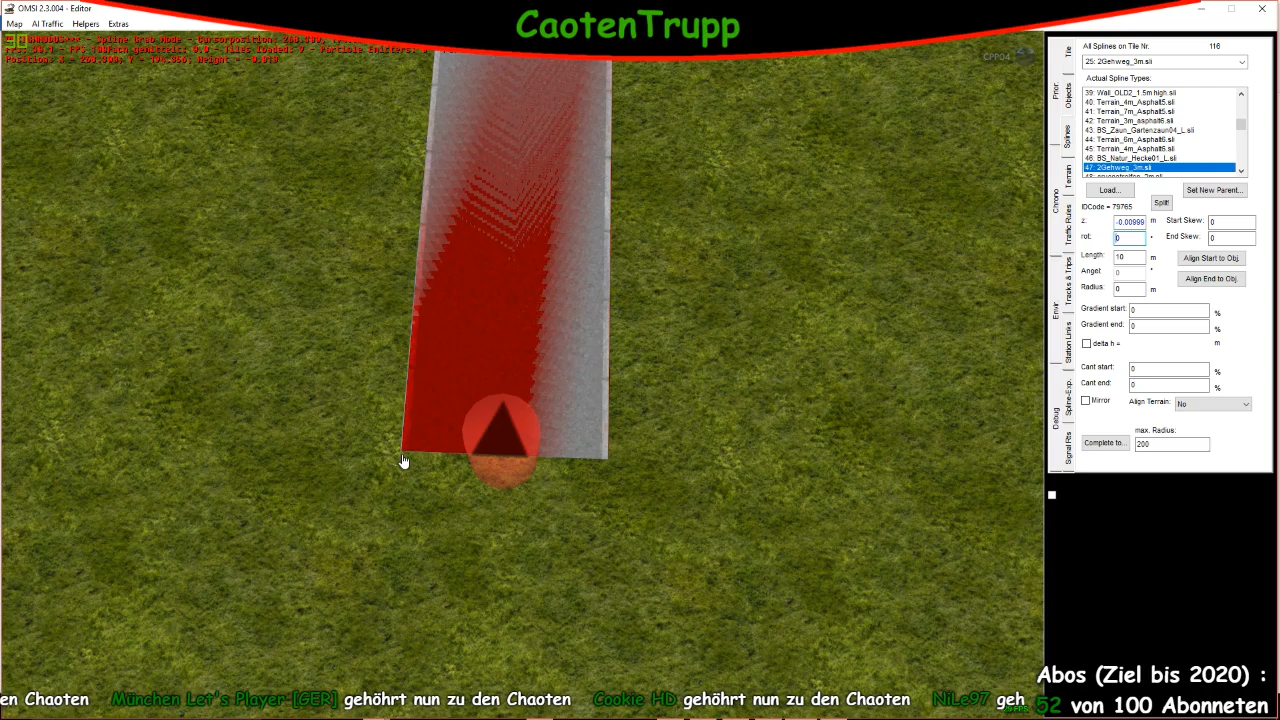 OMSI 2.3.004 - Editor
CaotenTrupp
Map AI Traffic Helpers Extras
CPP04
All Splines on Tile Nr. 116
25: 2Gehweg_3m.sli
Actual Spline Types:
39: Wall_OLD2_1.5m high.sli
40: Terrain_4m_Asphalt5.sli
41: Terrain_7m_Asphalt5.sli
42: Terrain_3m_asphalt6.sli
43: BS_Zaun_Gartenzaun04_L.sli
44: Terrain_6m_Asphalt6.sli
45: Terrain_4m_Asphalt6.sli
46: BS_Natur_Hecke01_L.sli
47: 2Gehweg_3m.sli
Load... Set New Parent...
Split!
IDCode = 79765
z: -0.00999 m Start Skew: 0
rot: 0 ° End Skew: 0
Length: 10 m Align Start to Obj.
Angel: 0 ° Align End to Obj.
Radius: 0 m
Gradient start: 0 %
Gradient end: 0 %
delta h = m
Cant start: 0 %
Cant end: 0 %
Mirror Align Terrain: No
max. Radius:
Complete to... 200
Tile
Prior.
Objects
Splines
Terrain
Chrono
Traffic Rules
Tracks & Trips
Envir.
Station Links
Spline-Exp.
Debug
Signal Rts
Abos (Ziel bis 2020) :
en Chaoten München Let's Player [GER] gehöhrt nun zu den Chaoten Cookie HD gehöhrt nun zu den Chaoten NiLe97 geh
52 von 100 Abonneten